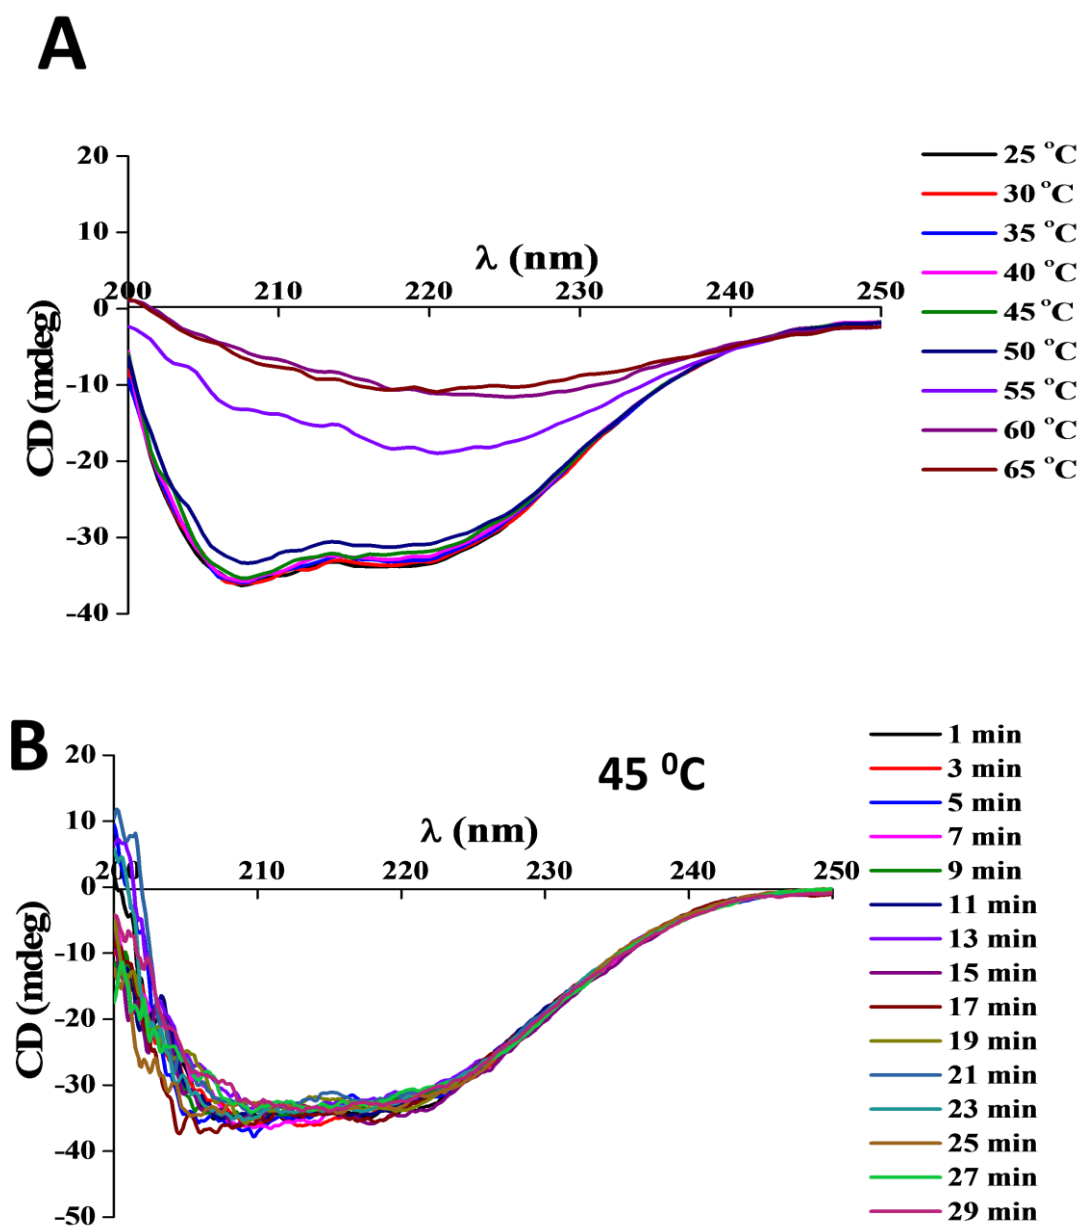 A
20
10
λ (nm)
200 210 220 230 240 250
0
-10
-20
-30
-40
CD (mdeg)
25 °C
30 °C
35 °C
40 °C
45 °C
50 °C
55 °C
60 °C
65 °C
B
45 ⁰C
20
10
λ (nm)
200 210 220 230 240 250
0
-10
-20
-30
-40
-50
CD (mdeg)
1 min
3 min
5 min
7 min
9 min
11 min
13 min
15 min
17 min
19 min
21 min
23 min
25 min
27 min
29 min